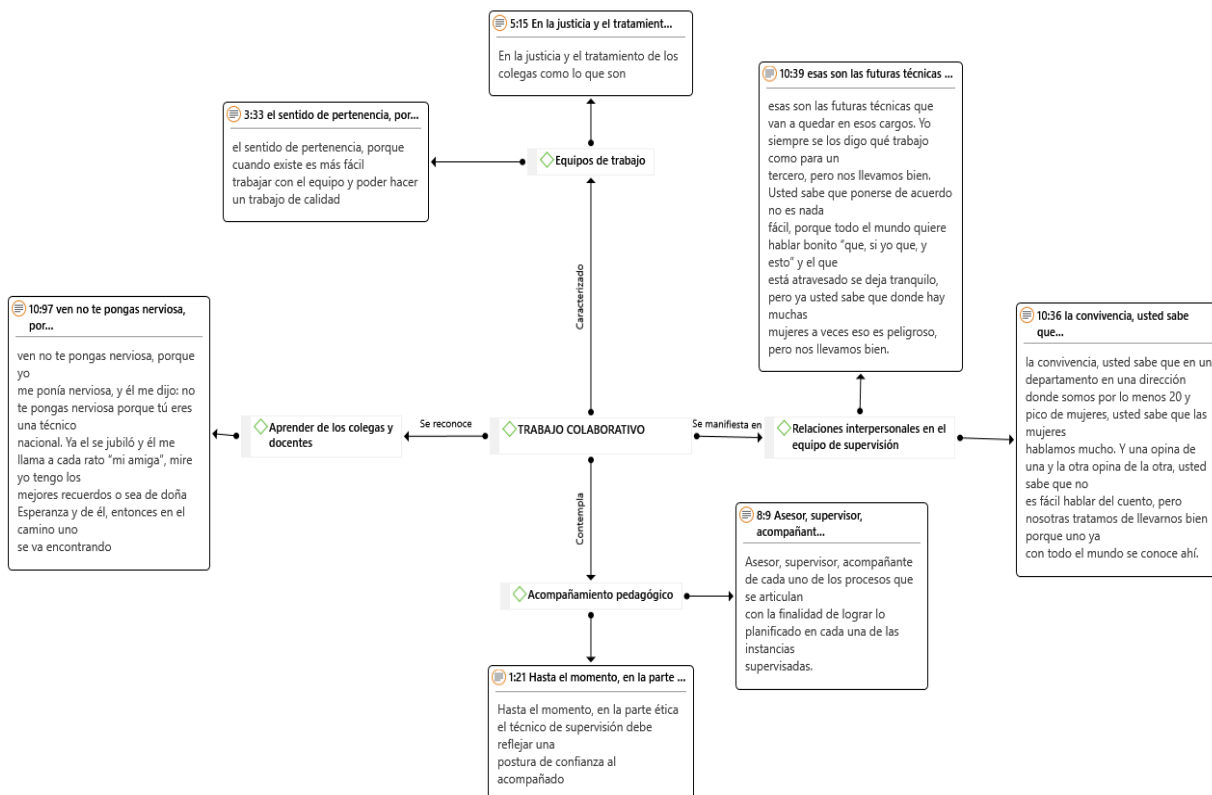 5:15 En la justicia y el tratamient...
En la justicia y el tratamiento de los
colegas como lo que son
3:33 el sentido de pertenencia, por...
el sentido de pertenencia, porque
cuando existe es más fácil
trabajar con el equipo y poder hacer
un trabajo de calidad
Equipos de trabajo
10:39 esas son las futuras técnicas ...
esas son las futuras técnicas que
van a quedar en esos cargos. Yo
siempre se los digo qué trabajo
como para un
tercero, pero nos llevamos bien.
Usted sabe que ponerse de acuerdo
no es nada
fácil, porque todo el mundo quiere
hablar bonito "que, si yo que, y
esto" y el que
está atravesado se deja tranquilo,
pero ya usted sabe que donde hay
muchas
mujeres a veces eso es peligroso,
pero nos llevamos bien.
Caracterizado
10:97 ven no te pongas nerviosa,
por...
ven no te pongas nerviosa, porque
yo
me ponía nerviosa, y él me dijo: no
te pongas nerviosa porque tú eres
una técnico
nacional. Ya el se jubiló y él me
llama a cada rato "mi amiga", mire
yo tengo los
mejores recuerdos o sea de doña
Esperanza y de él, entonces en el
camino uno
se va encontrando
Aprender de los colegas y
docentes
Se reconoce
TRABAJO COLABORATIVO
Se manifiesta en
Relaciones interpersonales en el
equipo de supervisión
10:36 la convivencia, usted sabe
que...
la convivencia, usted sabe que en un
departamento en una dirección
donde somos por lo menos 20 y
pico de mujeres, usted sabe que las
mujeres
hablamos mucho. Y una opina de
una y la otra opina de la otra, usted
sabe que no
es fácil hablar del cuento, pero
nosotras tratamos de llevarnos bien
porque uno ya
con todo el mundo se conoce ahí.
Contempla
Acompañamiento pedagógico
8:9 Asesor, supervisor,
acompañant...
Asesor, supervisor, acompañante
de cada uno de los procesos que
se articulan
con la finalidad de lograr lo
planificado en cada una de las
instancias
supervisadas.
1:21 Hasta el momento, en la parte ...
Hasta el momento, en la parte ética
el técnico de supervisión debe
reflejar una
postura de confianza al
acompañado